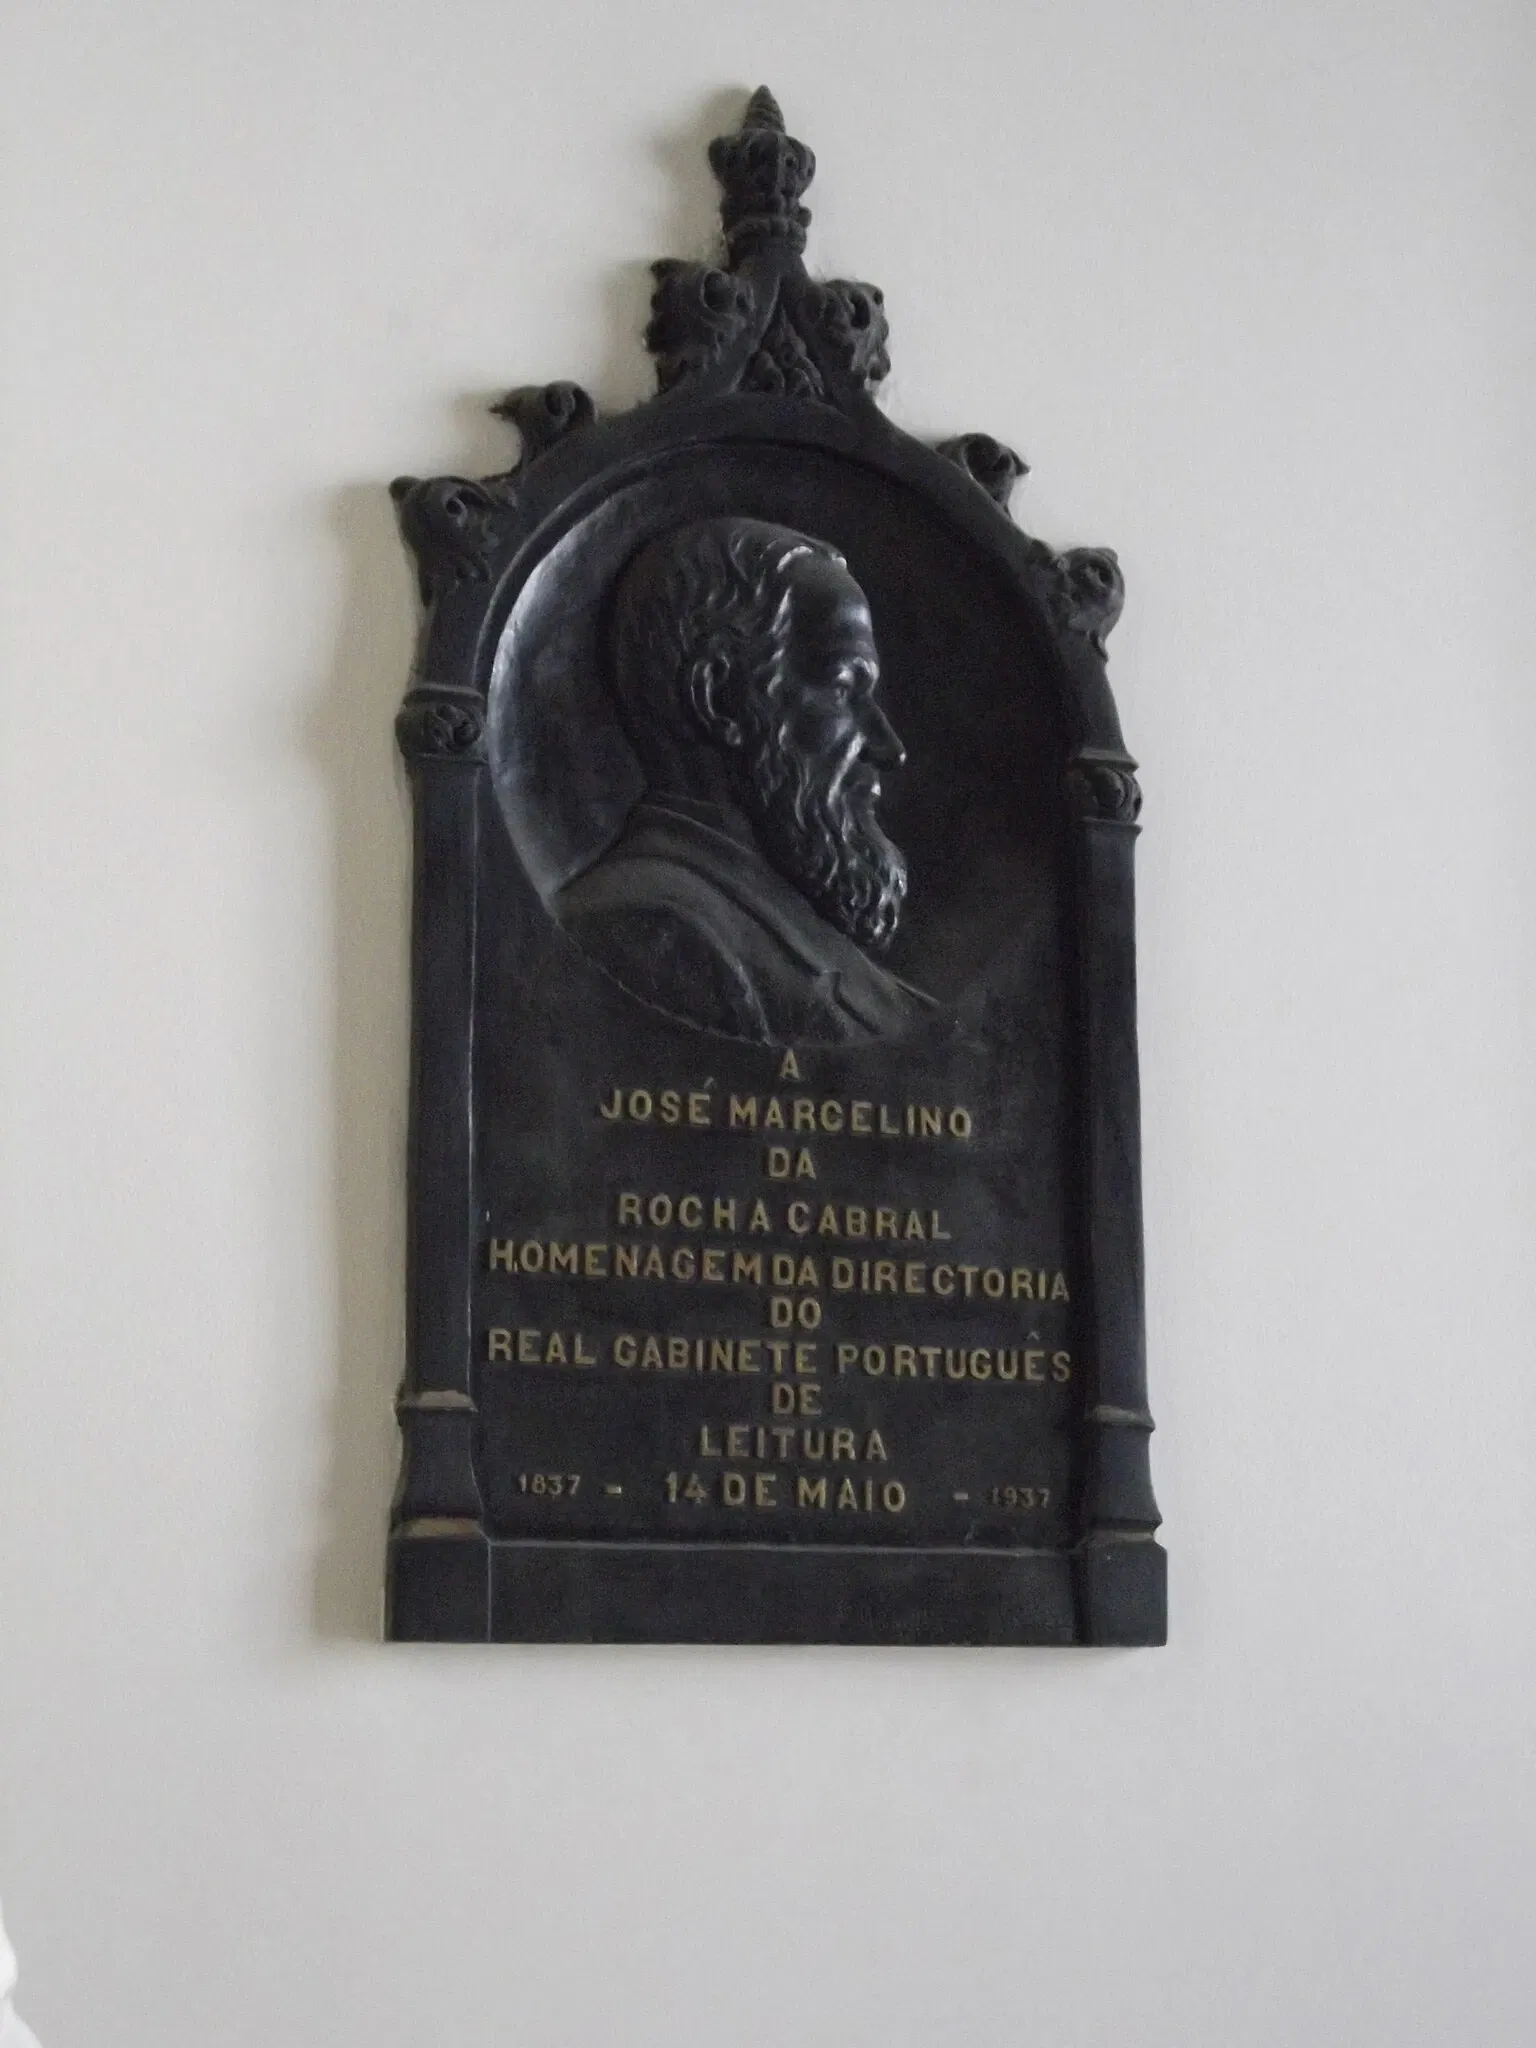 A
JOSÉ MARCELINO
DA
ROCHA CABRAL
HOMENAGEM DA DIRECTORIA
DO
REAL GABINETE PORTUGUÊS
DE
LEITURA
1837 - 14 DE MAIO - 1937